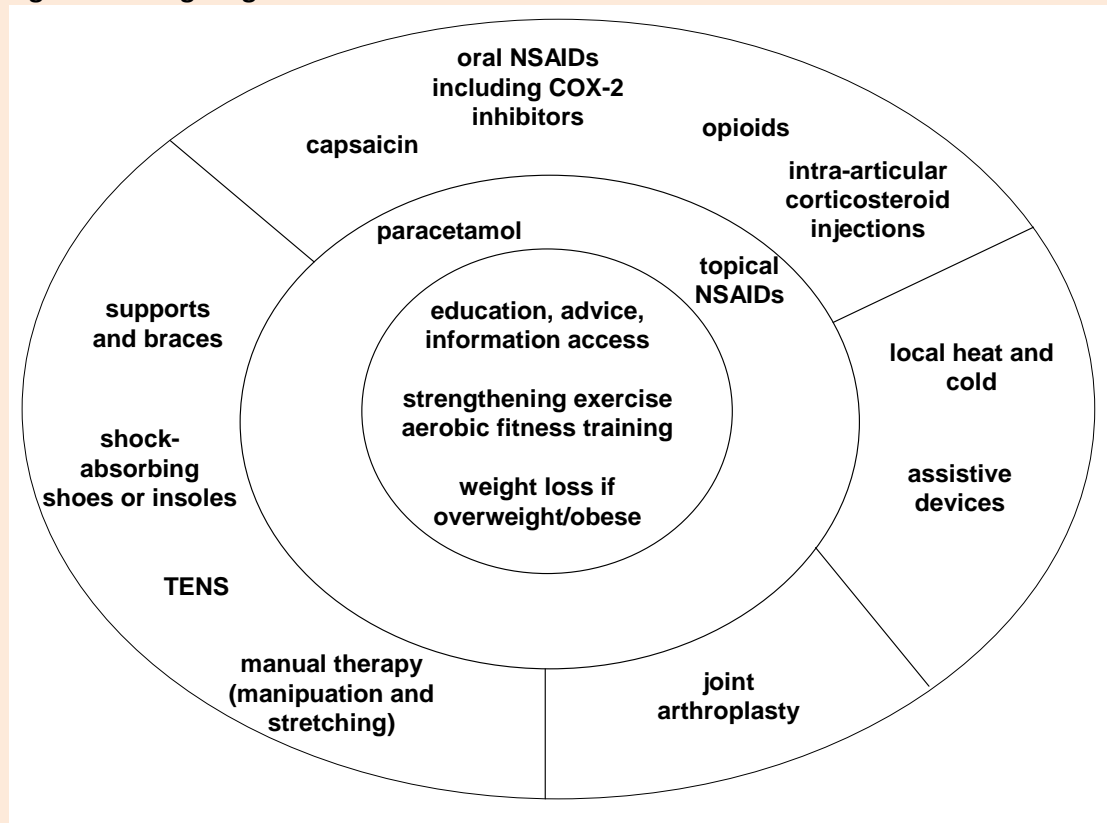 oral NSAIDs
including COX-2
inhibitors
capsaicin
opioids
intra-articular
corticosteroid
injections
paracetamol
topical
NSAIDs
education, advice,
information access
strengthening exercise
aerobic fitness training
weight loss if
overweight/obese
supports
and braces
shock-
absorbing
shoes or insoles
TENS
manual therapy
(manipuation and
stretching)
joint
arthroplasty
local heat and
cold
assistive
devices